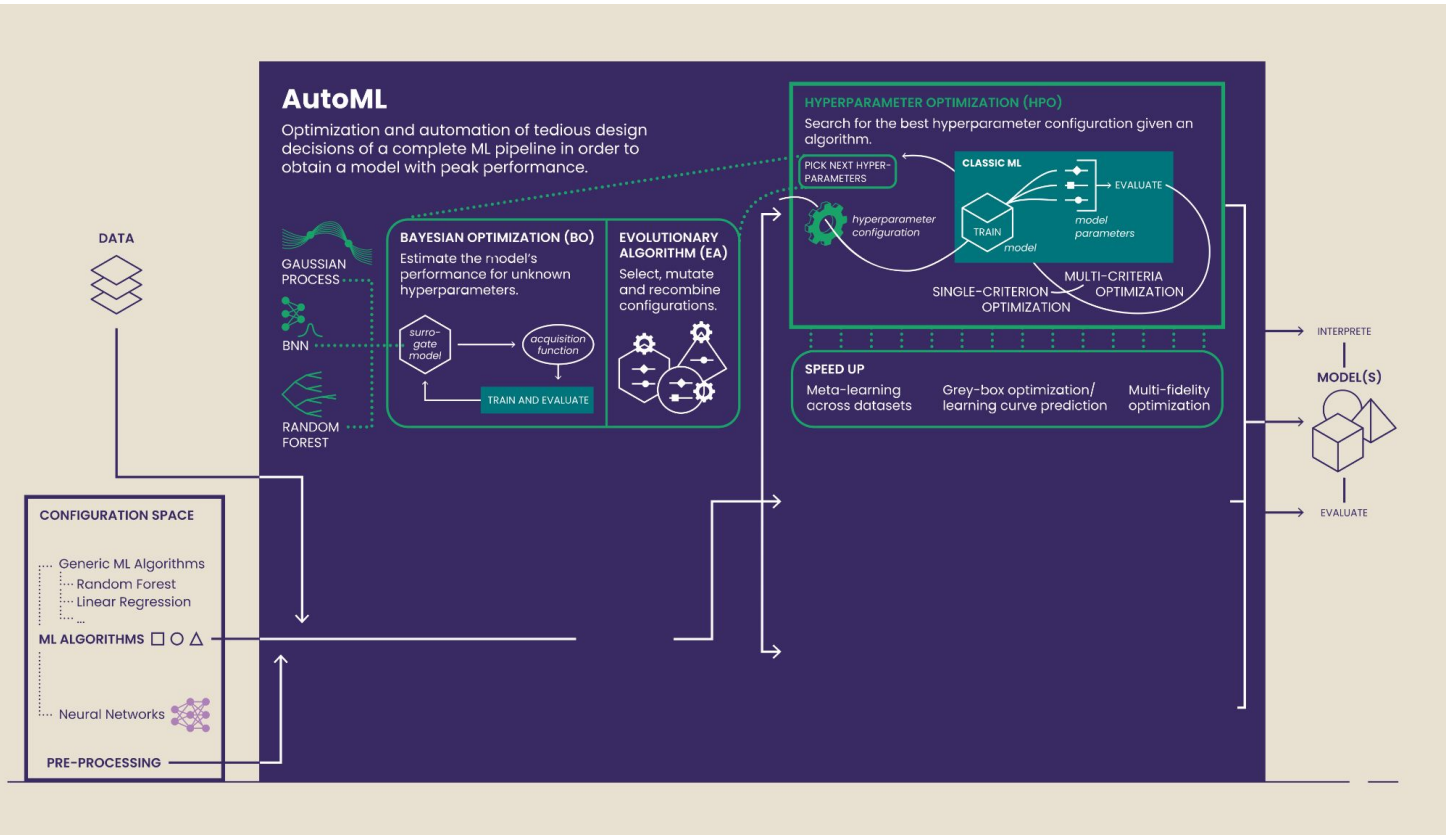 AutoML
Optimization and automation of tedious design
decisions of a complete ML pipeline in order to
obtain a model with peak performance.
DATA
GAUSSIAN
PROCESS
BNN
RANDOM
FOREST
BAYESIAN OPTIMIZATION (BO)
Estimate the model's
performance for unknown
hyperparameters.
surro-
gate
model
acquisition
function
TRAIN AND EVALUATE
EVOLUTIONARY
ALGORITHM (EA)
Select, mutate
and recombine
configurations.
HYPERPARAMETER OPTIMIZATION (HPO)
Search for the best hyperparameter configuration given an
algorithm.
PICK NEXT HYPER-
PARAMETERS
hyperparameter
configuration
CLASSIC ML
TRAIN
model
EVALUATE
model
parameters
SINGLE-CRITERION
OPTIMIZATION
MULTI-CRITERIA
OPTIMIZATION
SPEED UP
Meta-learning
across datasets
Grey-box optimization/
learning curve prediction
Multi-fidelity
optimization
INTERPRETE
MODEL(S)
EVALUATE
CONFIGURATION SPACE
Generic ML Algorithms
Random Forest
Linear Regression
...
ML ALGORITHMS
Neural Networks
PRE-PROCESSING